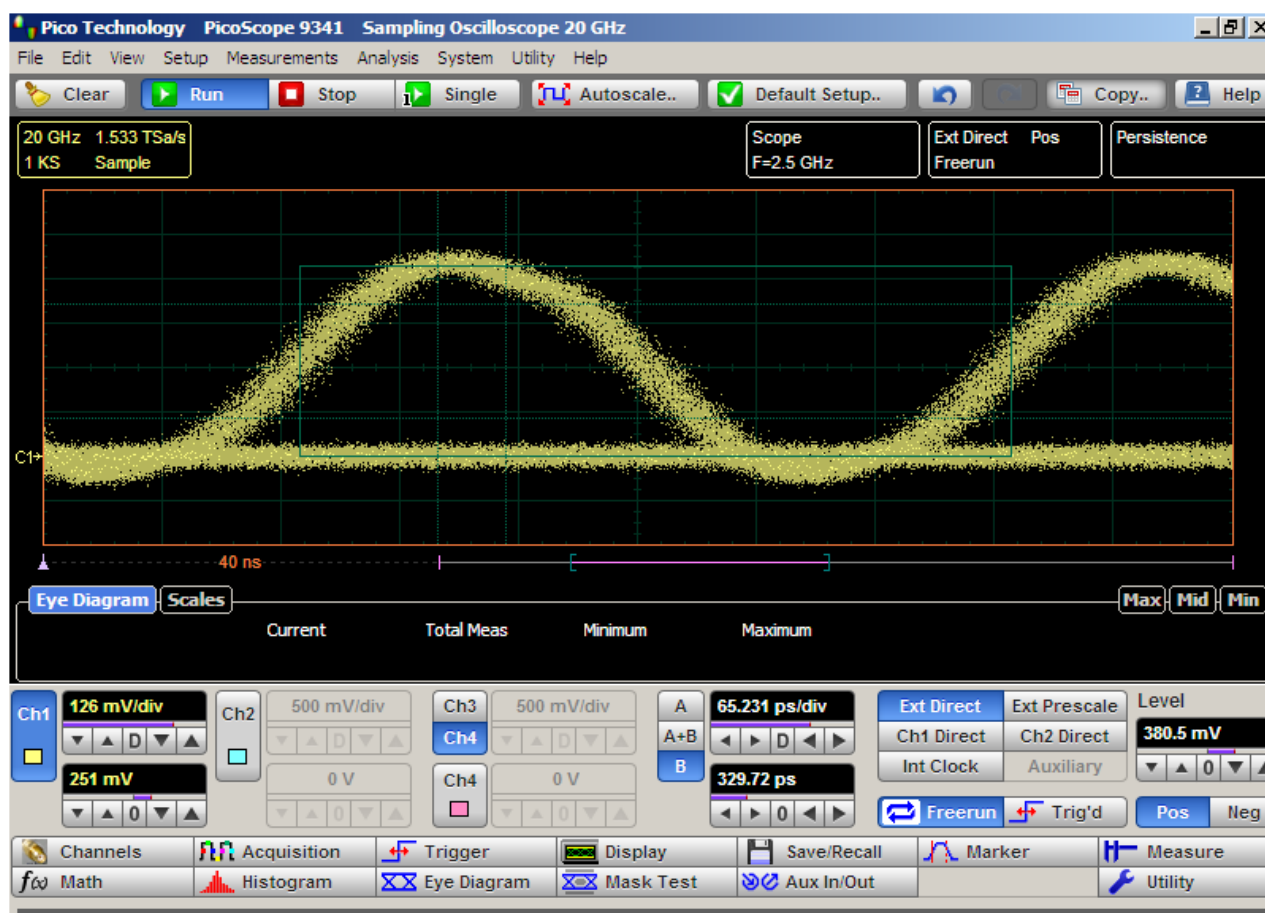 Pico Technology PicoScope 9341 Sampling Oscilloscope 20 GHz
File Edit View Setup Measurements Analysis System Utility Help
Clear Run Stop 1 Single Autoscale.. Default Setup.. Copy.. ? Help
20 GHz 1.533 TSa/s
1 KS Sample
Scope
F=2.5 GHz
Ext Direct Pos
Freerun
Persistence
C1
40 ns
Eye Diagram Scales Max Mid Min
Current Total Meas Minimum Maximum
Ch1 126 mV/div Ch2 500 mV/div Ch3 500 mV/div A 65.231 ps/div Ext Direct Ext Prescale Level
D D Ch4 D A+B D Ch1 Direct Ch2 Direct 380.5 mV
251 mV 0 V Ch4 0 V B 329.72 ps Int Clock Auxiliary 0
0 0 0 0 Freerun Trig'd Pos Neg
Channels Acquisition Trigger Display Save/Recall Marker Measure
f(x) Math Histogram Eye Diagram Mask Test Aux In/Out Utility